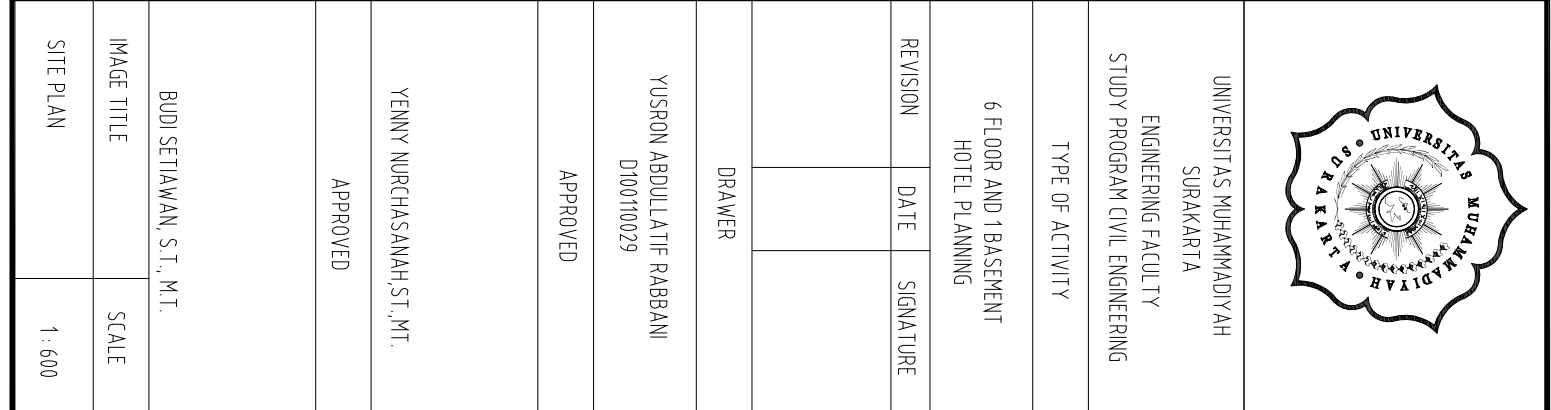 UNIVERSITAS MUHAMMADIYAH SURAKARTA
UNIVERSITAS MUHAMMADIYAH
SURAKARTA
ENGINEERING FACULTY
STUDY PROGRAM CIVIL ENGINEERING
TYPE OF ACTIVITY
6 FLOOR AND 1 BASEMENT
HOTEL PLANNING
REVISION DATE SIGNATURE
DRAWER
YUSRON ABDULLATIF RABBANI
D100110029
APPROVED
YENNY NURCHASANAH,ST.,MT.
APPROVED
BUDI SETIAWAN, S.T., M.T.
IMAGE TITLE SCALE
SITE PLAN 1 : 600